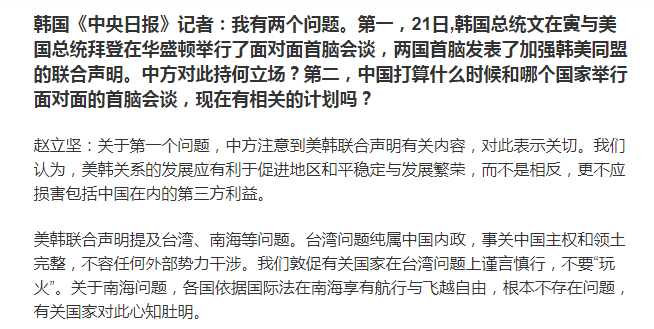 韩国《中央日报》记者：我有两个问题。第一，21日,韩国总统文在寅与美
国总统拜登在华盛顿举行了面对面首脑会谈，两国首脑发表了加强韩美同盟
的联合声明。中方对此持何立场？第二，中国打算什么时候和哪个国家举行
面对面的首脑会谈，现在有相关的计划吗？
赵立坚：关于第一个问题，中方注意到美韩联合声明有关内容，对此表示关切。我们
认为，美韩关系的发展应有利于促进地区和平稳定与发展繁荣，而不是相反，更不应
损害包括中国在内的第三方利益。
美韩联合声明提及台湾、南海等问题。台湾问题纯属中国内政，事关中国主权和领土
完整，不容任何外部势力干涉。我们敦促有关国家在台湾问题上谨言慎行，不要“玩
火”。关于南海问题，各国依据国际法在南海享有航行与飞越自由，根本不存在问题，
有关国家对此心知肚明。